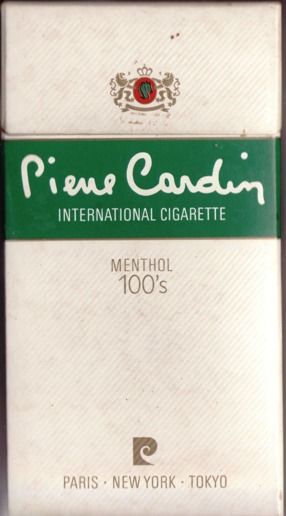 Pierre Cardin
INTERNATIONAL CIGARETTE
MENTHOL
100's
PARIS · NEW YORK · TOKYO